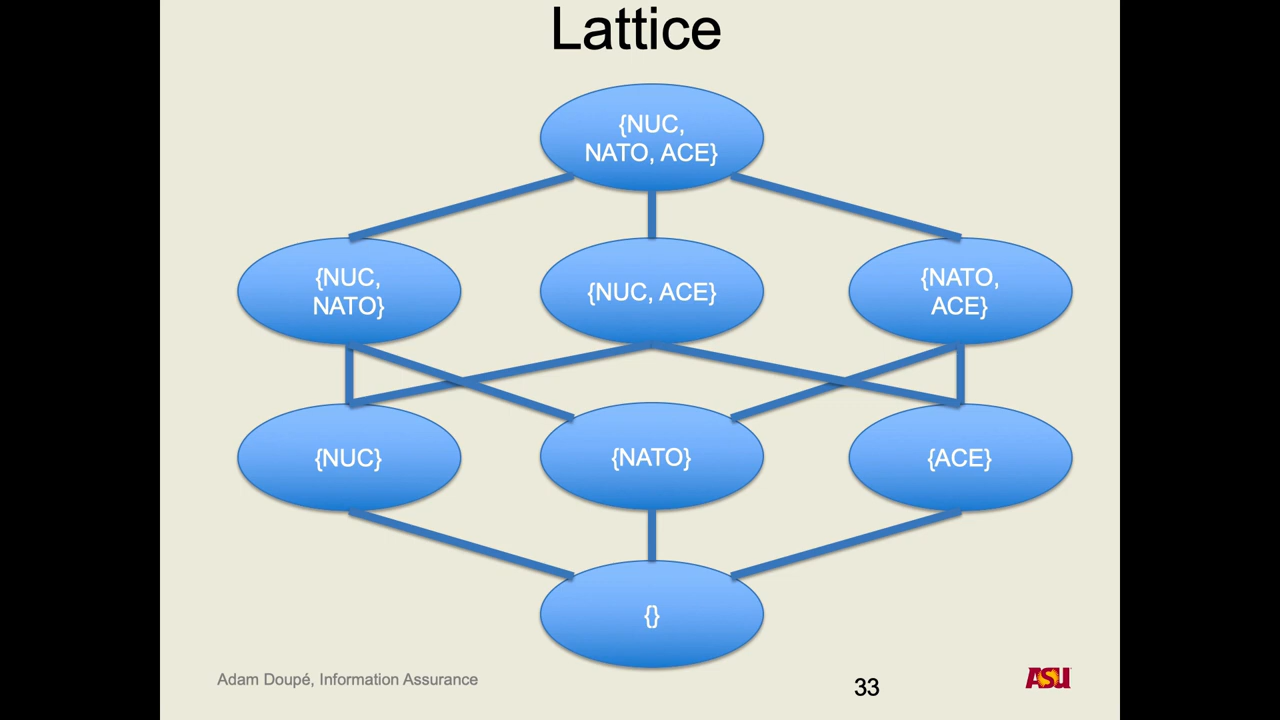 Lattice
{NUC,
NATO, ACE}
{NUC,
NATO}
{NUC, ACE}
{NATO,
ACE}
{NUC}
{NATO}
{ACE}
{}
Adam Doupé, Information Assurance
33
ASU